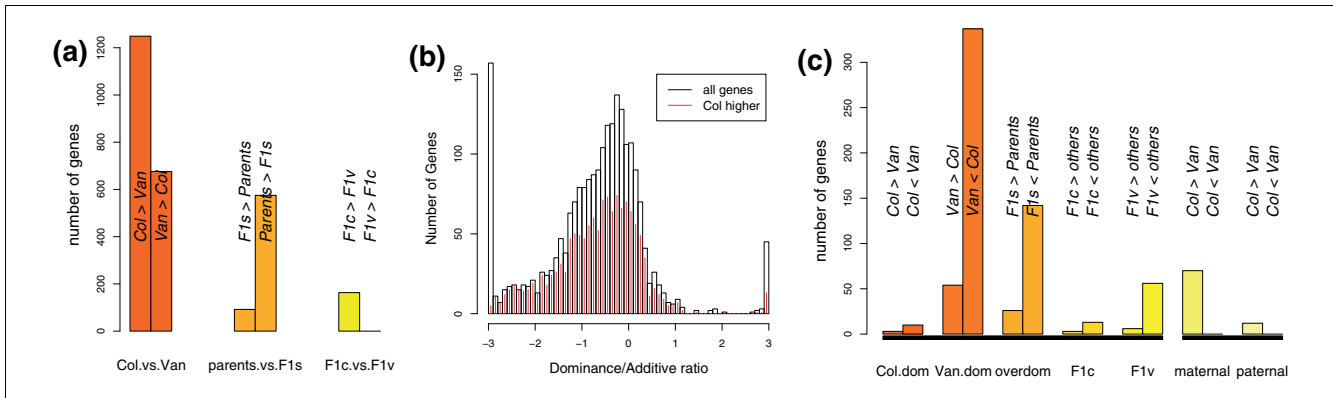 (a)
number of genes
0
200
400
600
800
1000
1200
Col > Van
Van > Col
F1s > Parents
Parents > F1s
F1c > F1v
F1v > F1c
Col.vs.Van
parents.vs.F1s
F1c.vs.F1v
(b)
Number of Genes
0
50
100
150
all genes
Col higher
−3
−2
−1
0
1
2
3
Dominance/Additive ratio
(c)
number of genes
0
50
100
150
200
250
300
Col > Van
Col < Van
Van > Col
Van < Col
F1s > Parents
F1s < Parents
F1c > others
F1c < others
F1v > others
F1v < others
Col > Van
Col < Van
Col > Van
Col < Van
Col.dom
Van.dom
overdom
F1c
F1v
maternal
paternal